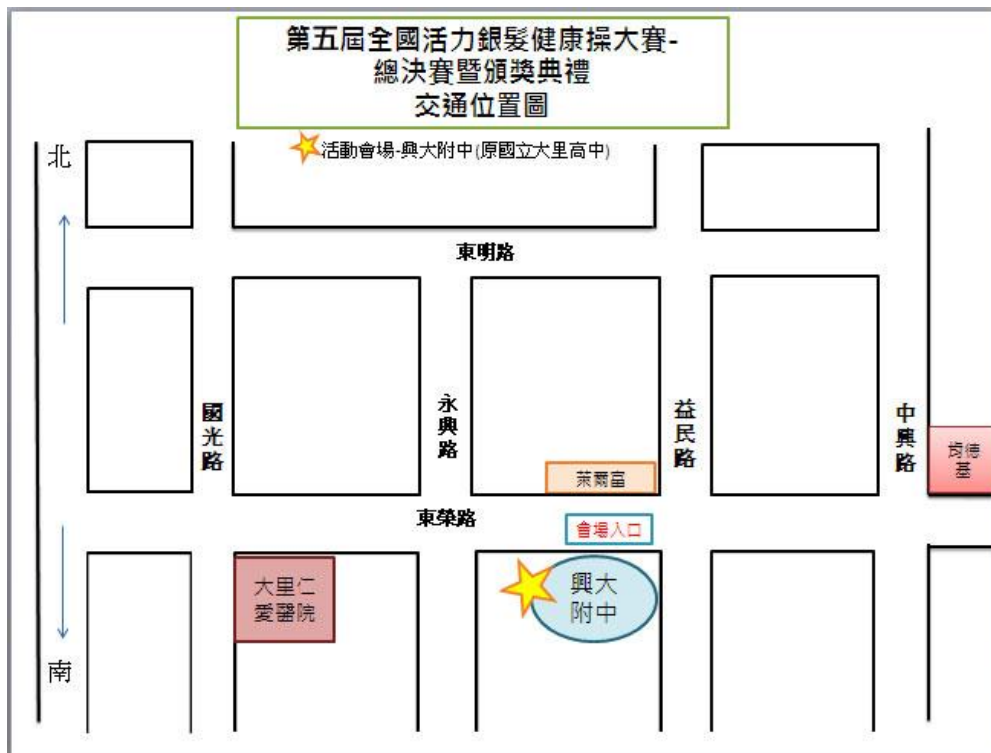 第五屆全國活力銀髮健康操大賽-
總決賽暨頒獎典禮
交通位置圖
北
活動會場-興大附中(原國立大里高中)
東明路
國光路
永興路
益民路
中興路
肯德
基
萊爾富
東榮路
會場入口
大里仁
愛醫院
興大
附中
南